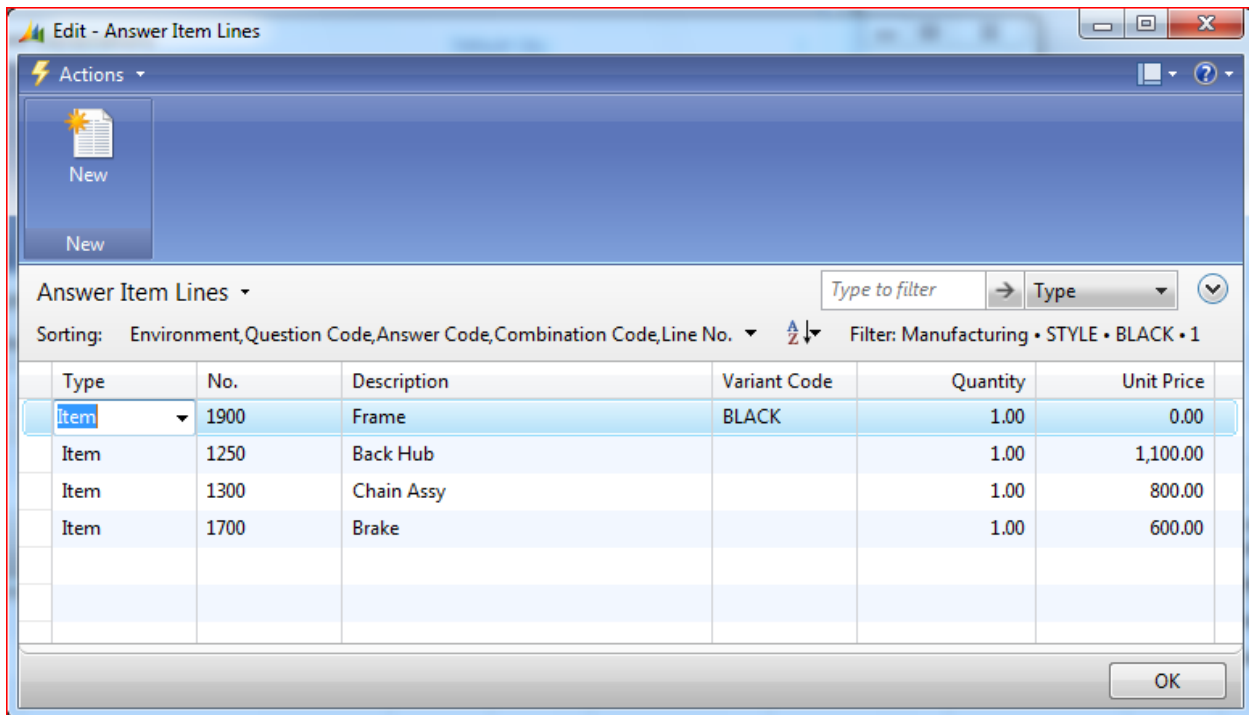 Edit - Answer Item Lines
Actions
New
New
Answer Item Lines
Type to filter
Type
Sorting: Environment,Question Code,Answer Code,Combination Code,Line No.
Filter: Manufacturing • STYLE • BLACK • 1
Type No. Description Variant Code Quantity Unit Price
Item 1900 Frame BLACK 1.00 0.00
Item 1250 Back Hub 1.00 1,100.00
Item 1300 Chain Assy 1.00 800.00
Item 1700 Brake 1.00 600.00
OK